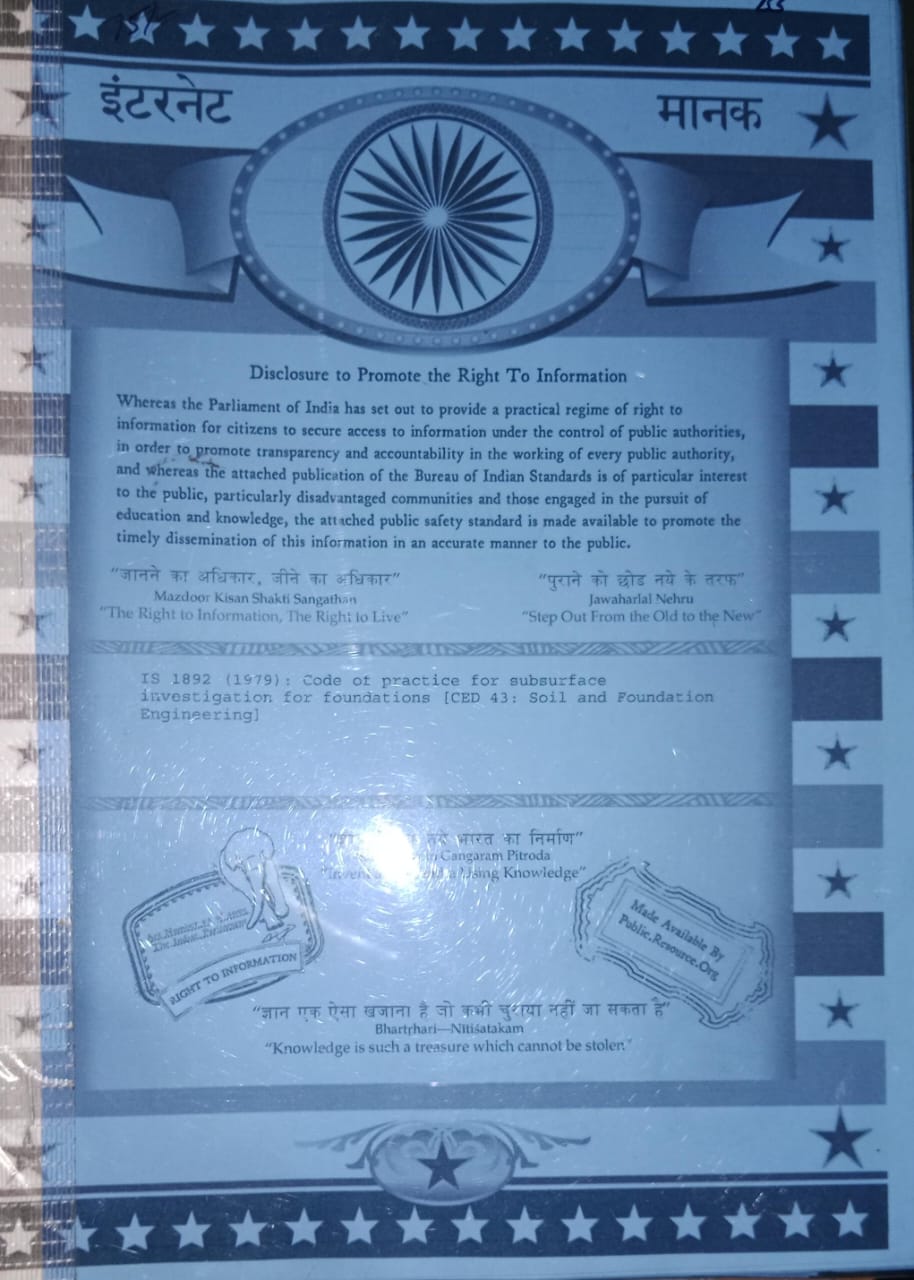 इंटरनेट
मानक
Disclosure to Promote the Right To Information
Whereas the Parliament of India has set out to provide a practical regime of right to
information for citizens to secure access to information under the control of public authorities,
in order to promote transparency and accountability in the working of every public authority,
and whereas the attached publication of the Bureau of Indian Standards is of particular interest
to the public, particularly disadvantaged communities and those engaged in the pursuit of
education and knowledge, the attached public safety standard is made available to promote the
timely dissemination of this information in an accurate manner to the public.
“जानने का अधिकार, जीने का अधिकार”
Mazdoor Kisan Shakti Sangathan
“The Right to Information, The Right to Live”
“पुराने को छोड नये के तरफ”
Jawaharlal Nehru
“Step Out From the Old to the New”
IS 1892 (1979): Code of practice for subsurface
investigation for foundations [CED 43: Soil and Foundation
Engineering]
भारत का निर्माण”
Gangaram Pitroda
Using Knowledge”
RIGHT TO INFORMATION
Made Available By
Public.Resource.Org
“ज्ञान एक ऐसा खजाना है जो कभी चुराया नहीं जा सकता है”
Bhartṛhari—Nītiśatakam
“Knowledge is such a treasure which cannot be stolen”